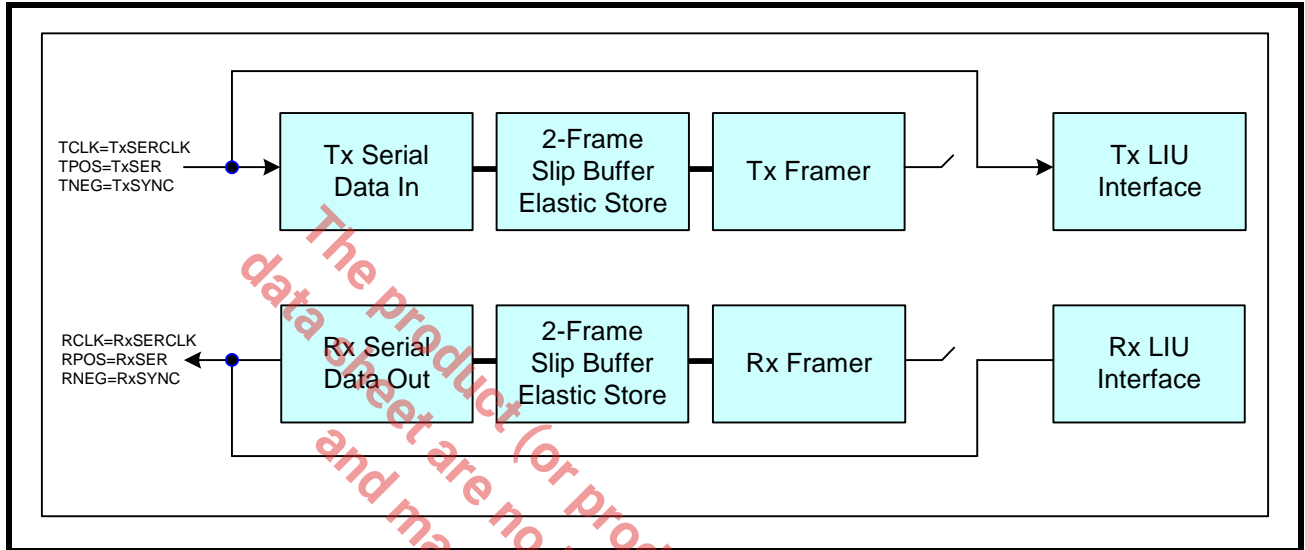 TCLK=TxSERCLK
TPOS=TxSER
TNEG=TxSYNC
Tx Serial
Data In
2-Frame
Slip Buffer
Elastic Store
Tx Framer
Tx LIU
Interface
RCLK=RxSERCLK
RPOS=RxSER
RNEG=RxSYNC
Rx Serial
Data Out
2-Frame
Slip Buffer
Elastic Store
Rx Framer
Rx LIU
Interface
The product (or prod
data sheet are no
and ma